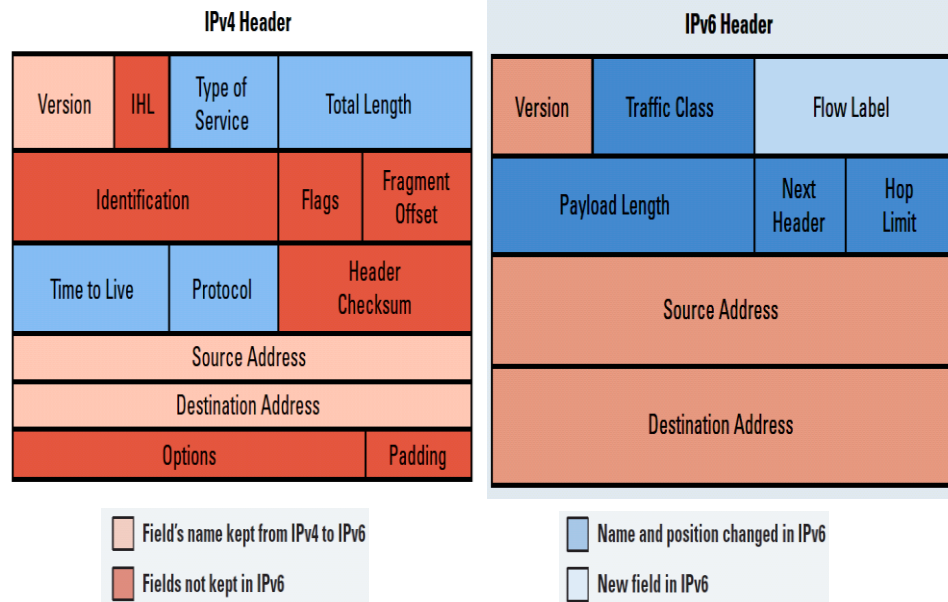 IPv4 Header
Version
IHL
Type of
Service
Total Length
Identification
Flags
Fragment
Offset
Time to Live
Protocol
Header
Checksum
Source Address
Destination Address
Options
Padding
Field's name kept from IPv4 to IPv6
Fields not kept in IPv6
IPv6 Header
Version
Traffic Class
Flow Label
Payload Length
Next
Header
Hop
Limit
Source Address
Destination Address
Name and position changed in IPv6
New field in IPv6